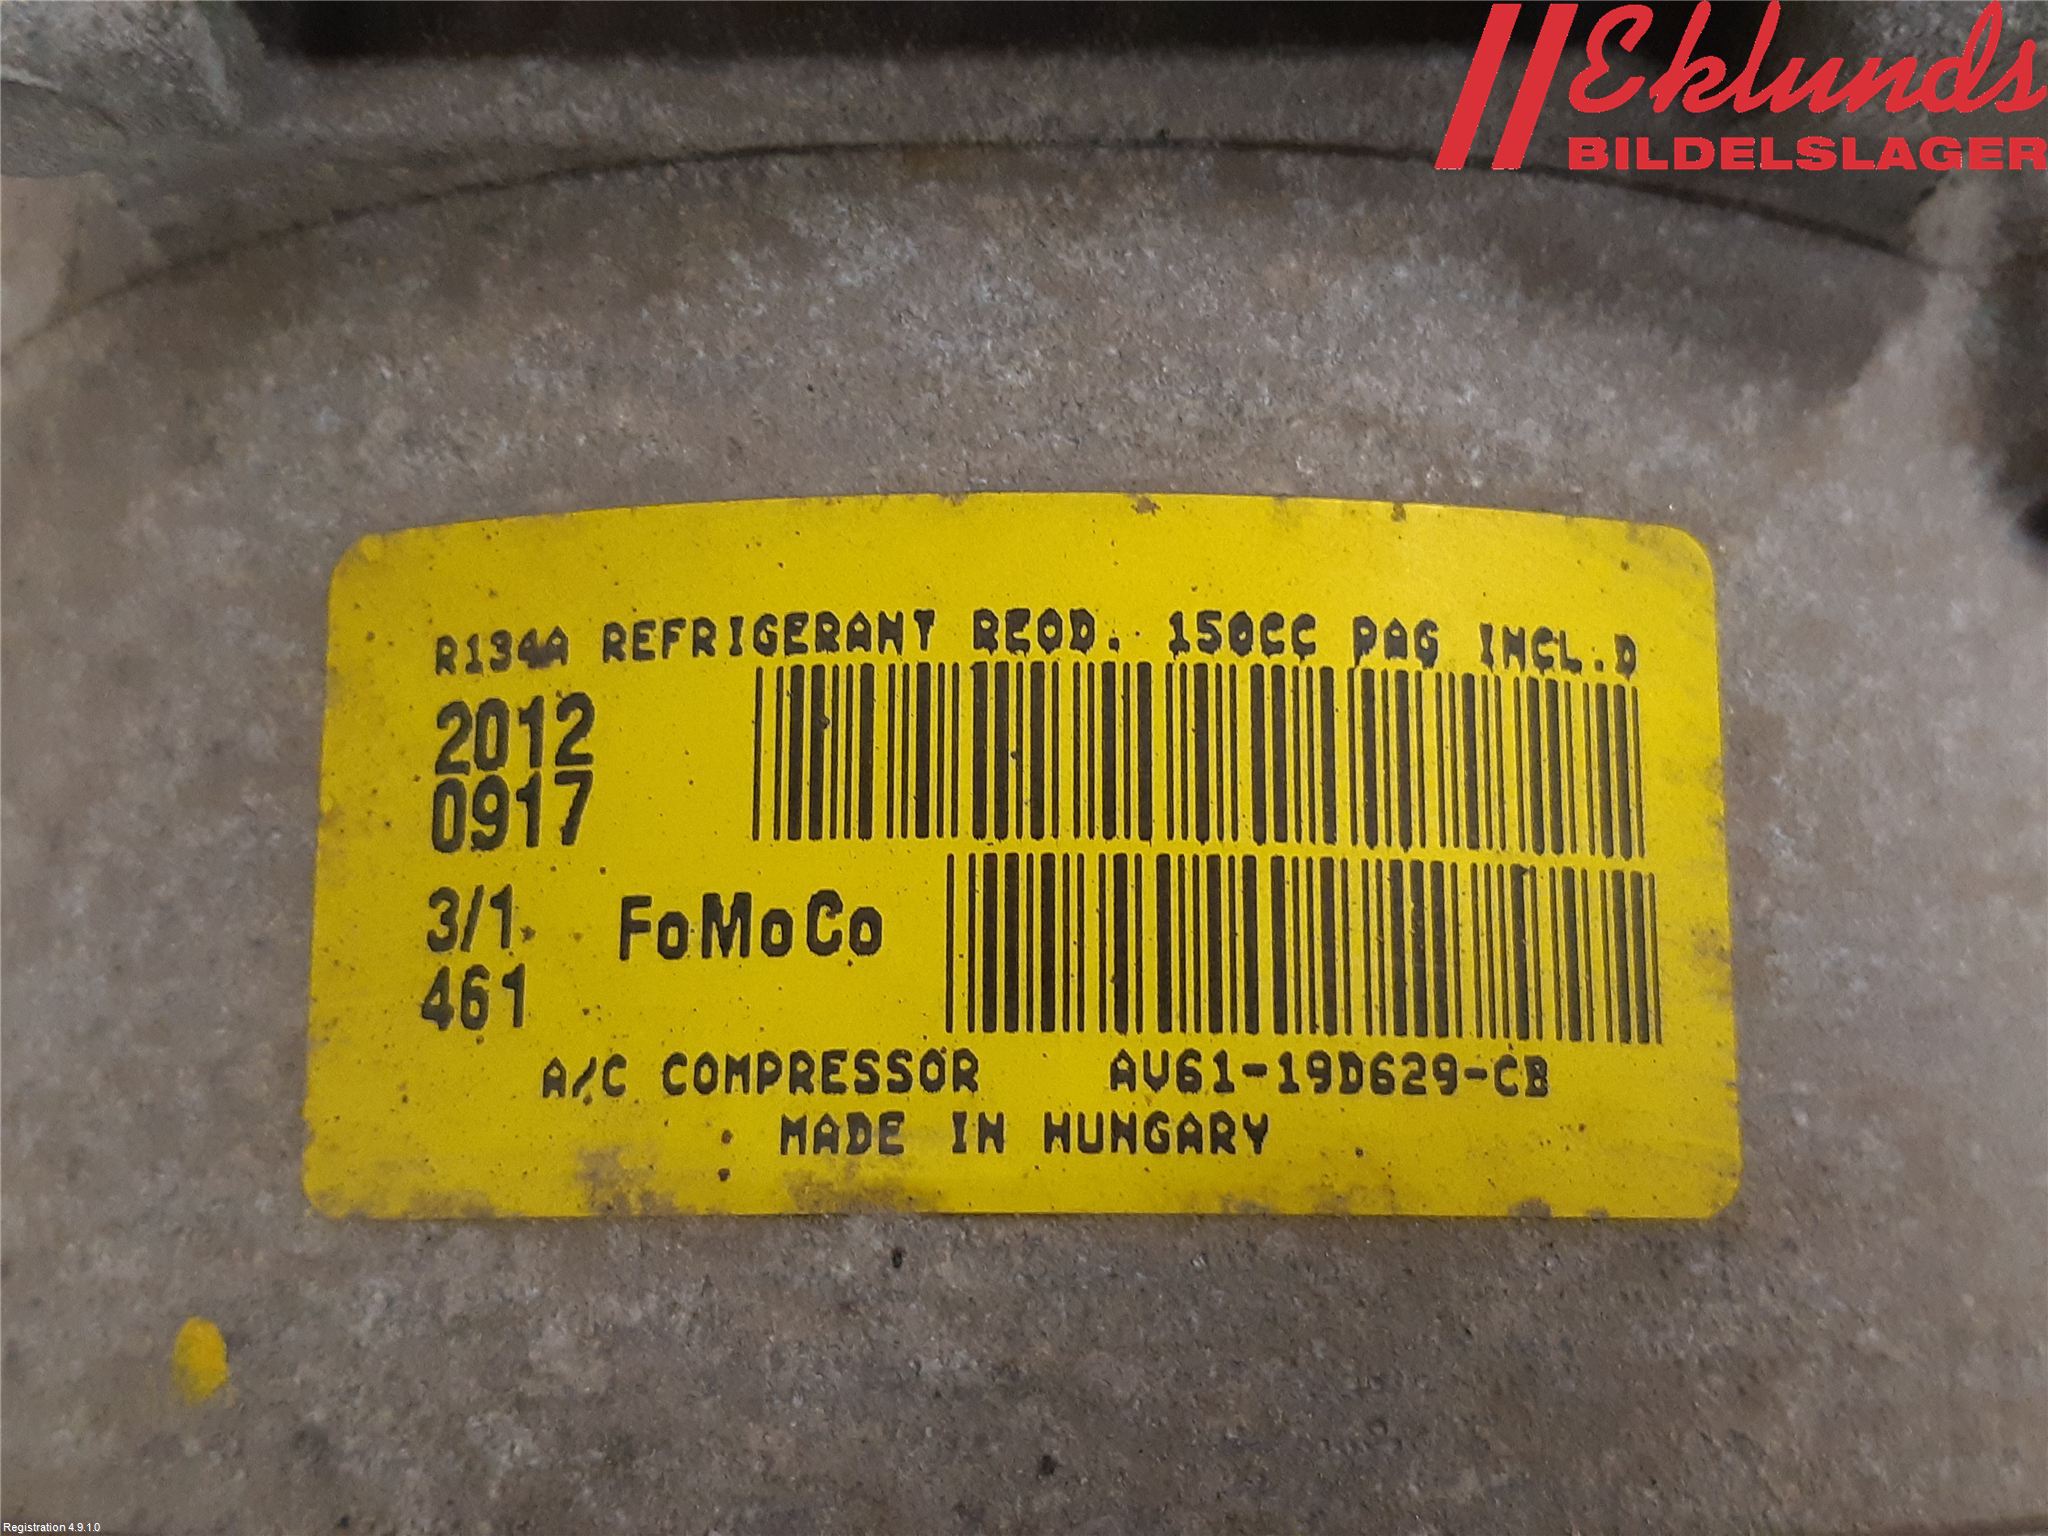 Eklunds
BILDELSLAGER
R134A REFRIGERANT REQD. 150CC PAG INCL.D
2012
0917
3/1
FoMoCo
461
A/C COMPRESSOR AV61-19D629-CB
MADE IN HUNGARY
Registration 4.9.1.0